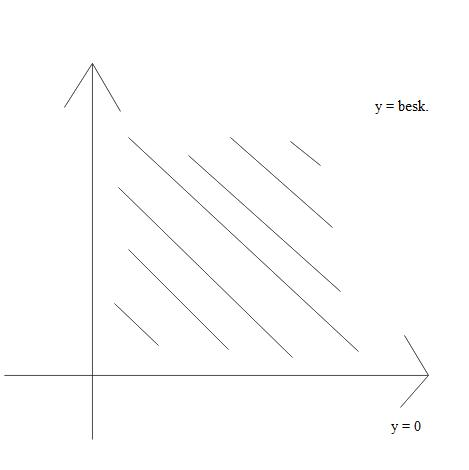 y = besk.
y = 0